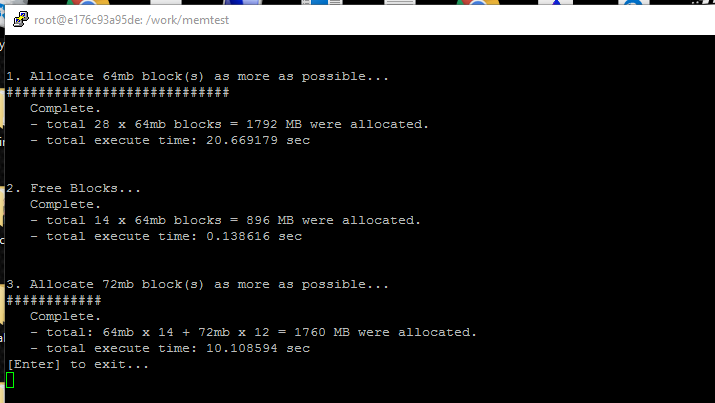 root@e176c93a95de: /work/memtest
1. Allocate 64mb block(s) as more as possible...
############################
Complete.
- total 28 x 64mb blocks = 1792 MB were allocated.
- total execute time: 20.669179 sec
2. Free Blocks...
Complete.
- total 14 x 64mb blocks = 896 MB were allocated.
- total execute time: 0.138616 sec
3. Allocate 72mb block(s) as more as possible...
############
Complete.
- total: 64mb x 14 + 72mb x 12 = 1760 MB were allocated.
- total execute time: 10.108594 sec
[Enter] to exit...